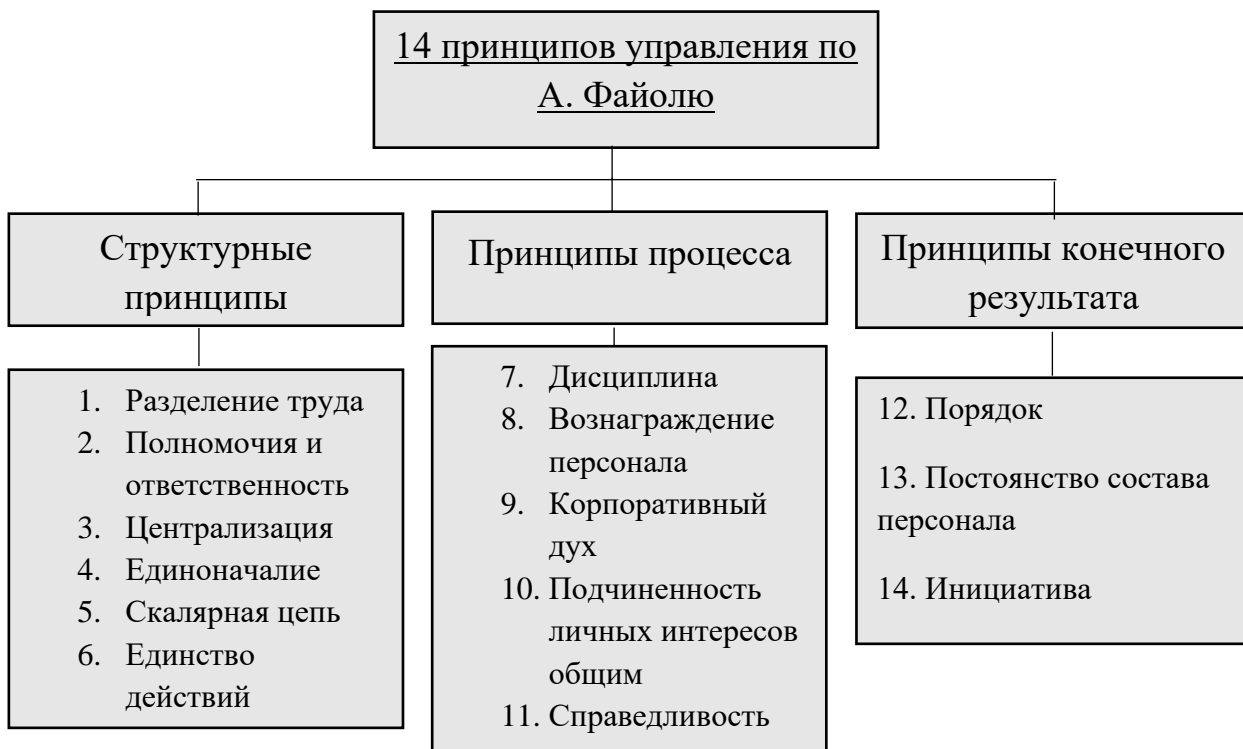 14 принципов управления по
А. Файолю
Структурные
принципы
1. Разделение труда
2. Полномочия и
ответственность
3. Централизация
4. Единоначалие
5. Скалярная цепь
6. Единство
действий
Принципы процесса
7. Дисциплина
8. Вознаграждение
персонала
9. Корпоративный
дух
10. Подчиненность
личных интересов
общим
11. Справедливость
Принципы конечного
результата
12. Порядок
13. Постоянство состава
персонала
14. Инициатива